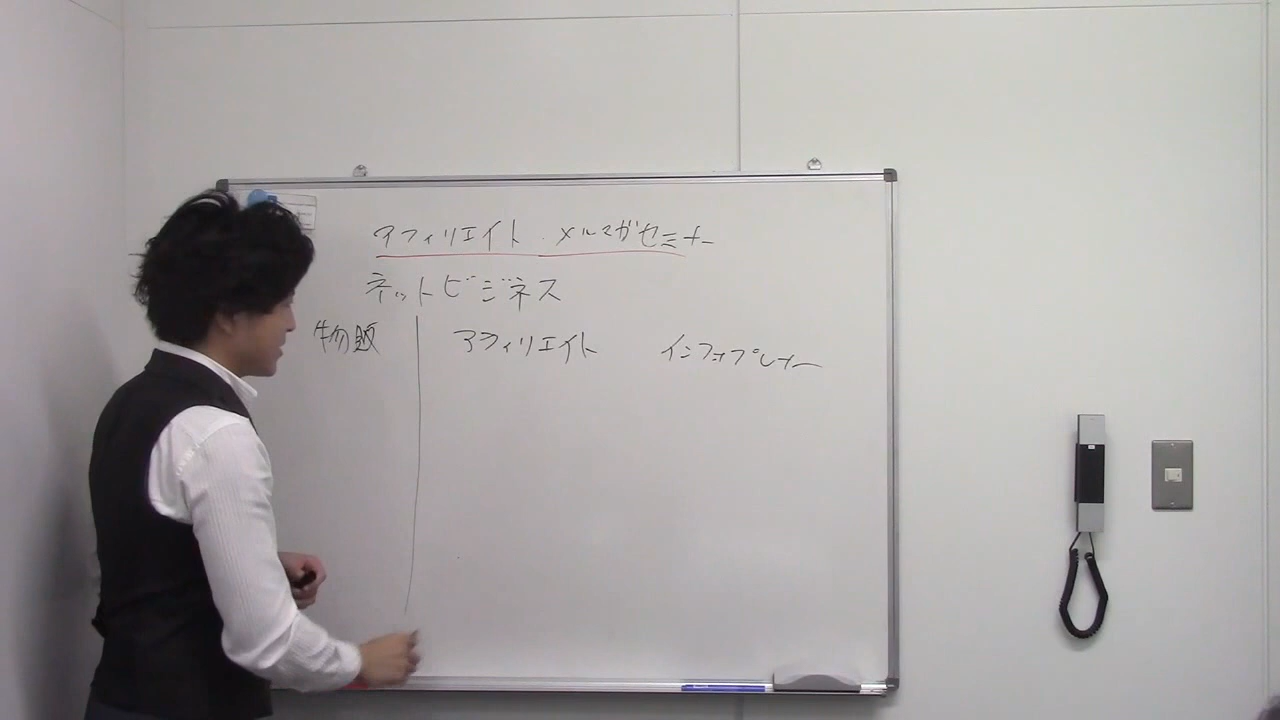 アフィリエイト メルマガセミナー
ネットビジネス
物販 アフィリエイト インフォプレナー